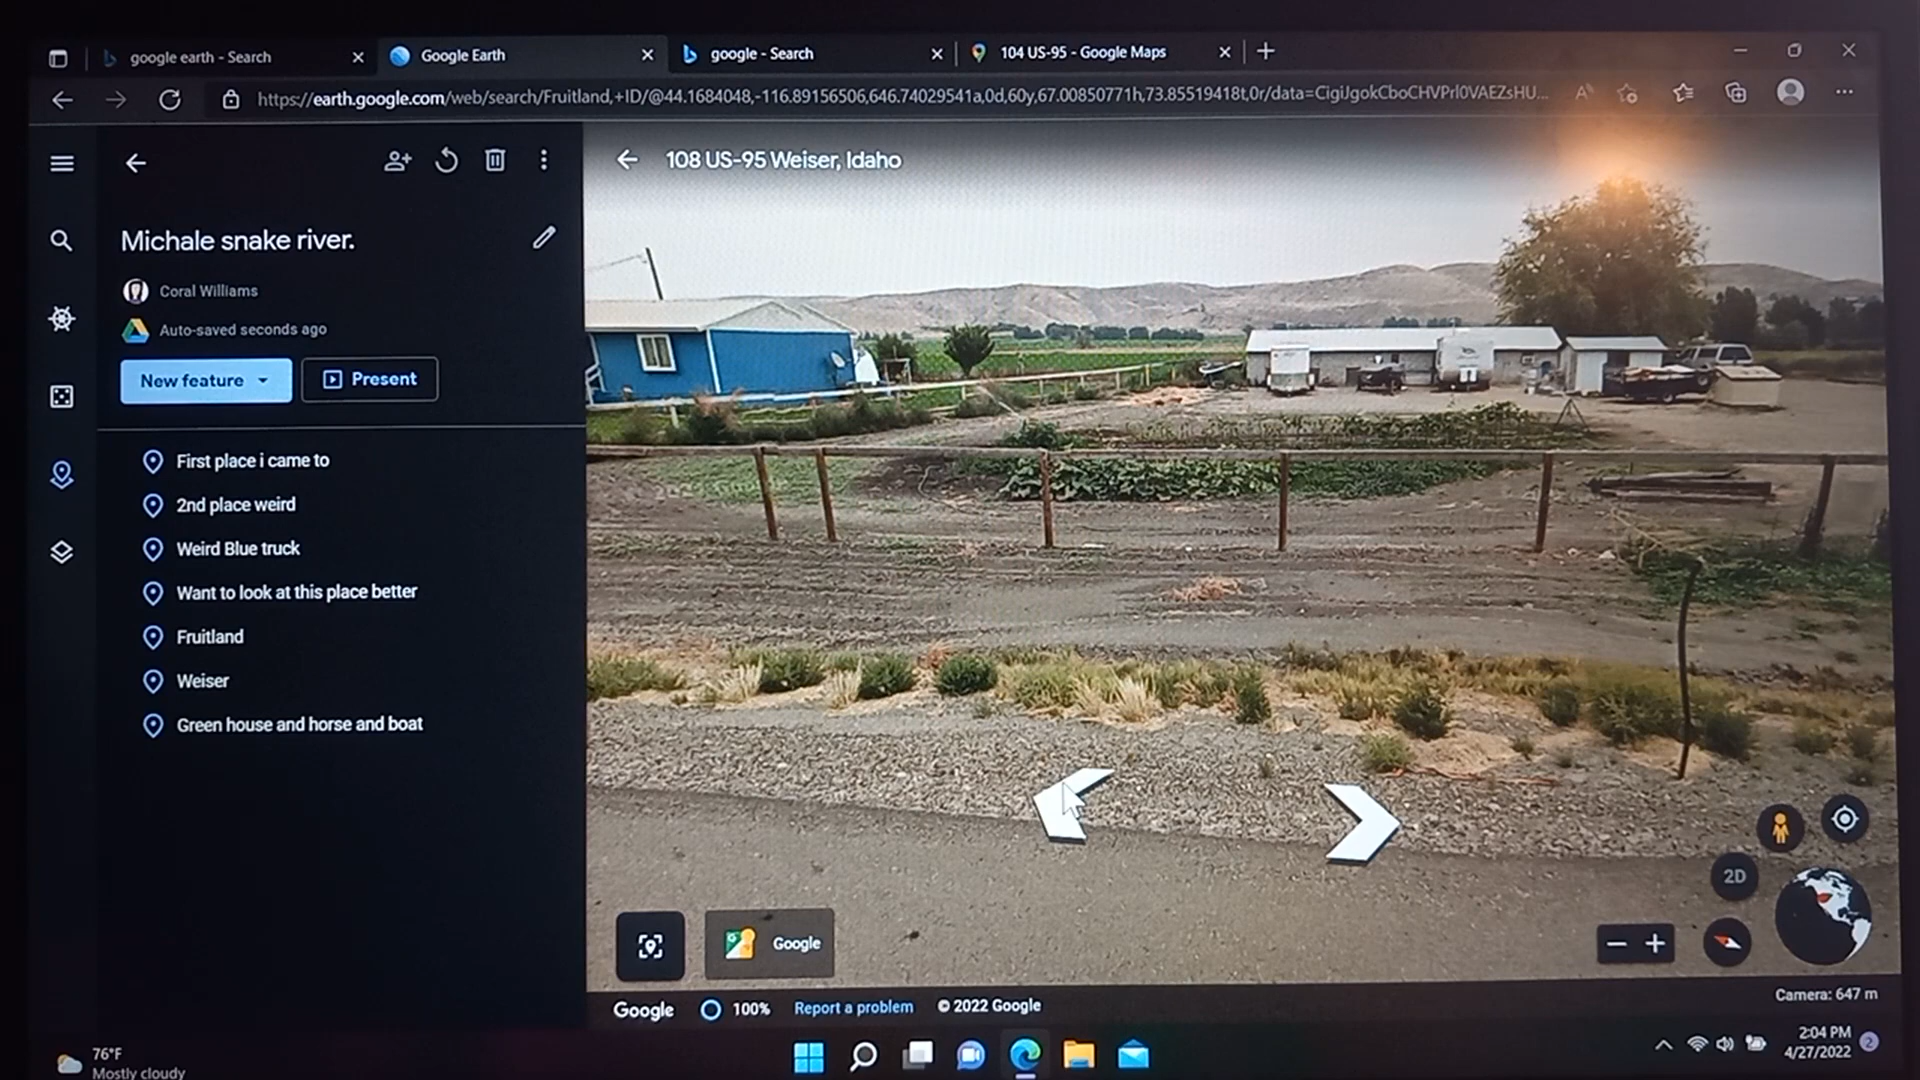 google earth - Search
Google Earth
google - Search
104 US-95 - Google Maps
https://earth.google.com/web/search/Fruitland,+ID/@44.1684048,-116.89156506,646.74029541a,0d,60y,67.00850771h,73.85519418t,0r/data=CigiJgokCboCHVPrl0VAEZsHU...
108 US-95 Weiser, Idaho
Michale snake river.
Coral Williams
Auto-saved seconds ago
New feature
Present
First place i came to
2nd place weird
Weird Blue truck
Want to look at this place better
Fruitland
Weiser
Green house and horse and boat
2D
Google
Google
100%
Report a problem
© 2022 Google
Camera: 647 m
76°F
Mostly cloudy
2:04 PM
4/27/2022
2